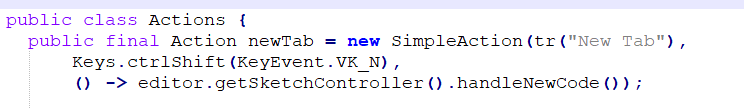 public class Actions {
public final Action newTab = new SimpleAction(tr("New Tab"),
Keys.ctrlShift(KeyEvent.VK_N),
() -> editor.getSketchController().handleNewCode());